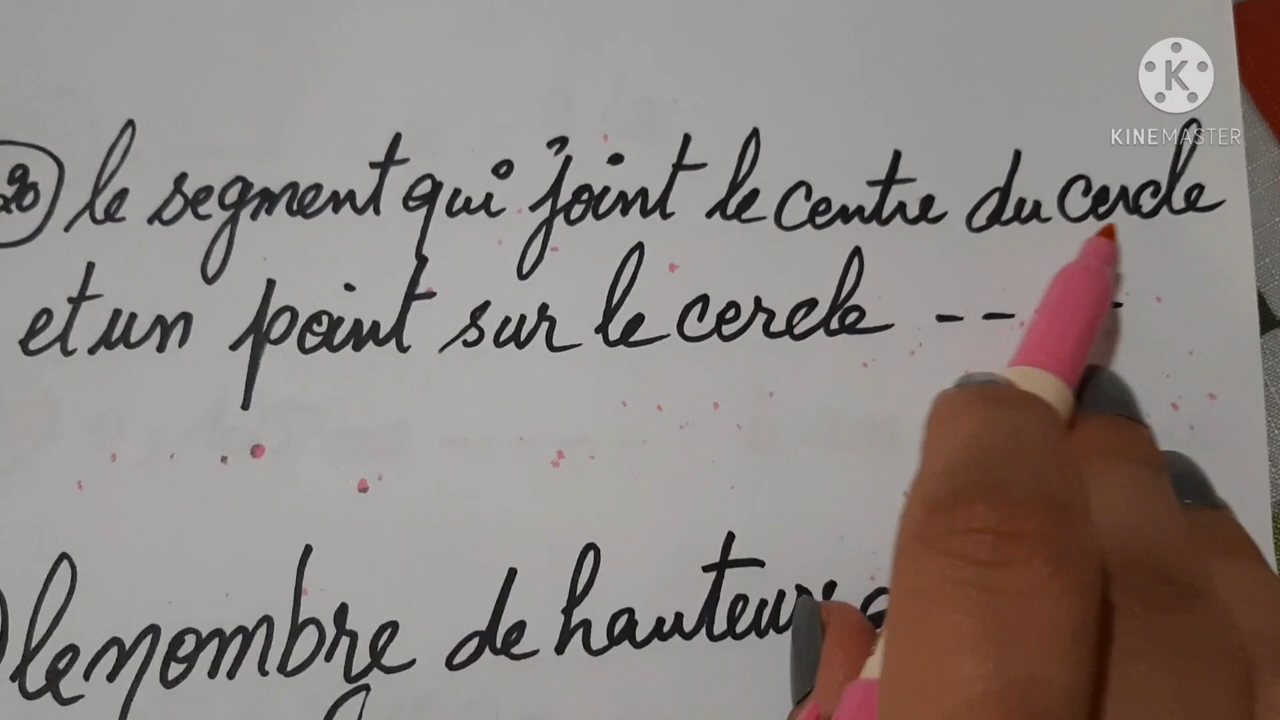 20) le segment qui joint le centre du cercle
et un point sur le cercle ----
le nombre de hauteurs
K
KINEMASTER